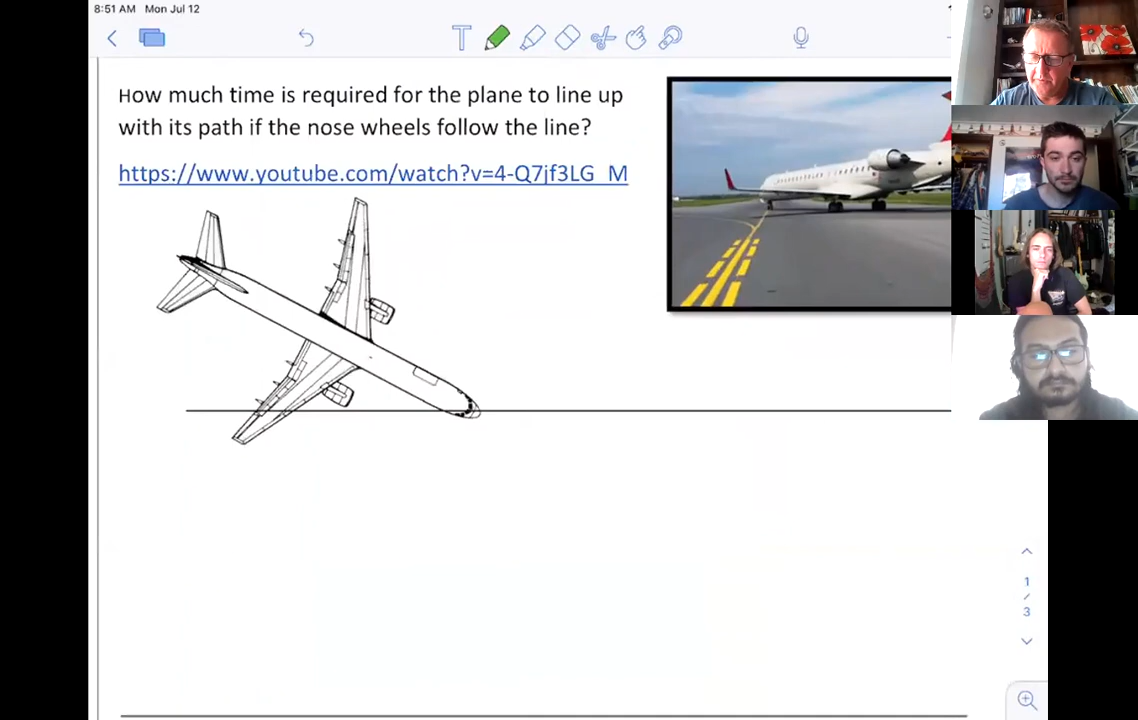 8:51 AM Mon Jul 12
How much time is required for the plane to line up
with its path if the nose wheels follow the line?
https://www.youtube.com/watch?v=4-Q7jf3LG_M
T
1
/
3